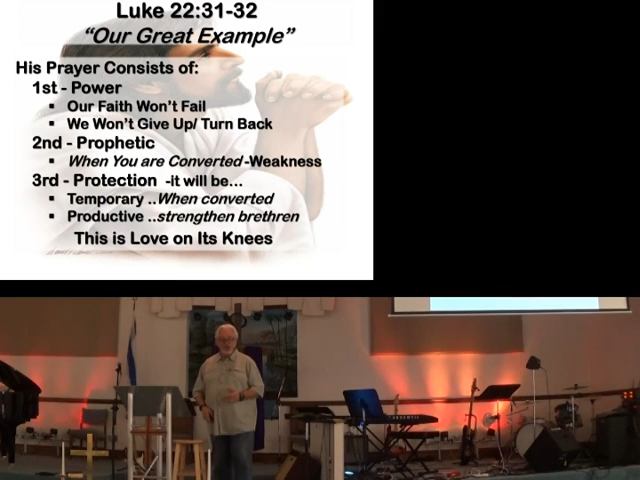 Luke 22:31-32
“Our Great Example”
His Prayer Consists of:
1st - Power
▪ Our Faith Won’t Fail
▪ We Won’t Give Up/ Turn Back
2nd - Prophetic
▪ When You are Converted -Weakness
3rd - Protection -it will be...
▪ Temporary ..When converted
▪ Productive ..strengthen brethren
This is Love on Its Knees